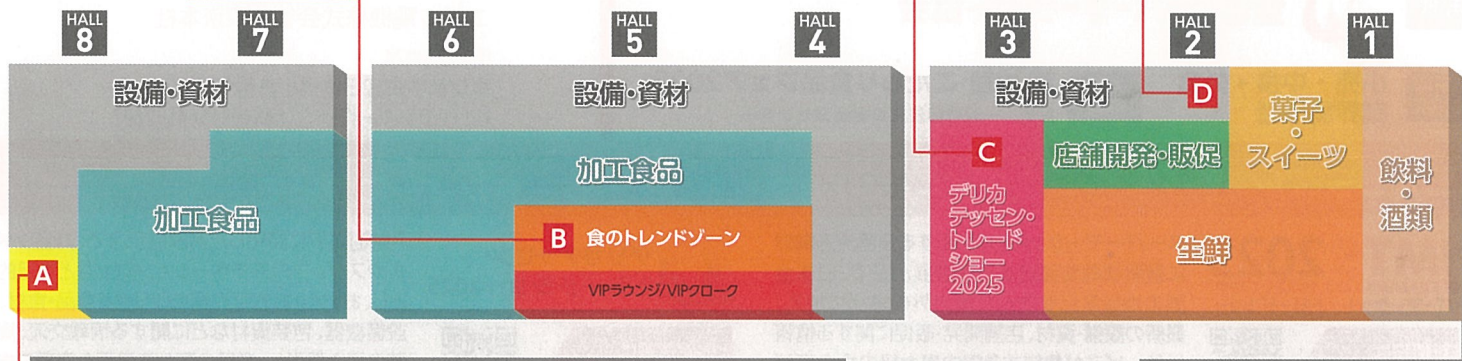 HALL
8
HALL
7
HALL
6
HALL
5
HALL
4
HALL
3
HALL
2
HALL
1
設備・資材
加工食品
A
設備・資材
加工食品
B 食のトレンドゾーン
VIPラウンジ/VIPクローク
設備・資材
D
C
デリカ
テッセン・
トレード
ショー
2025
店舗開発・販促
菓子
・
スイーツ
生鮮
飲料
・
酒類